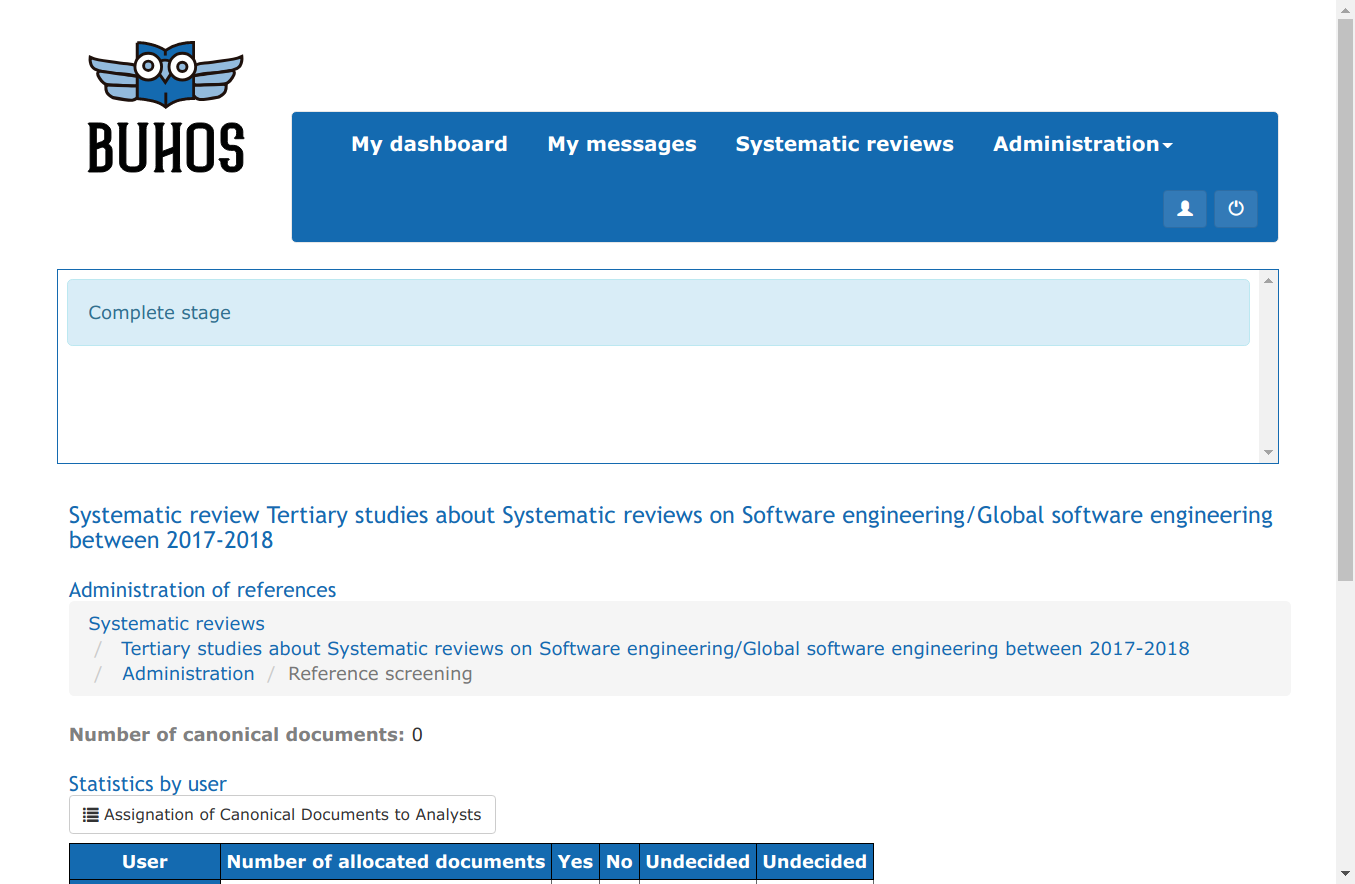 BUHOS
My dashboard My messages Systematic reviews Administration
Complete stage
Systematic review Tertiary studies about Systematic reviews on Software engineering/Global software engineering
between 2017-2018
Administration of references
Systematic reviews
/ Tertiary studies about Systematic reviews on Software engineering/Global software engineering between 2017-2018
/ Administration / Reference screening
Number of canonical documents: 0
Statistics by user
Assignation of Canonical Documents to Analysts
User Number of allocated documents Yes No Undecided Undecided